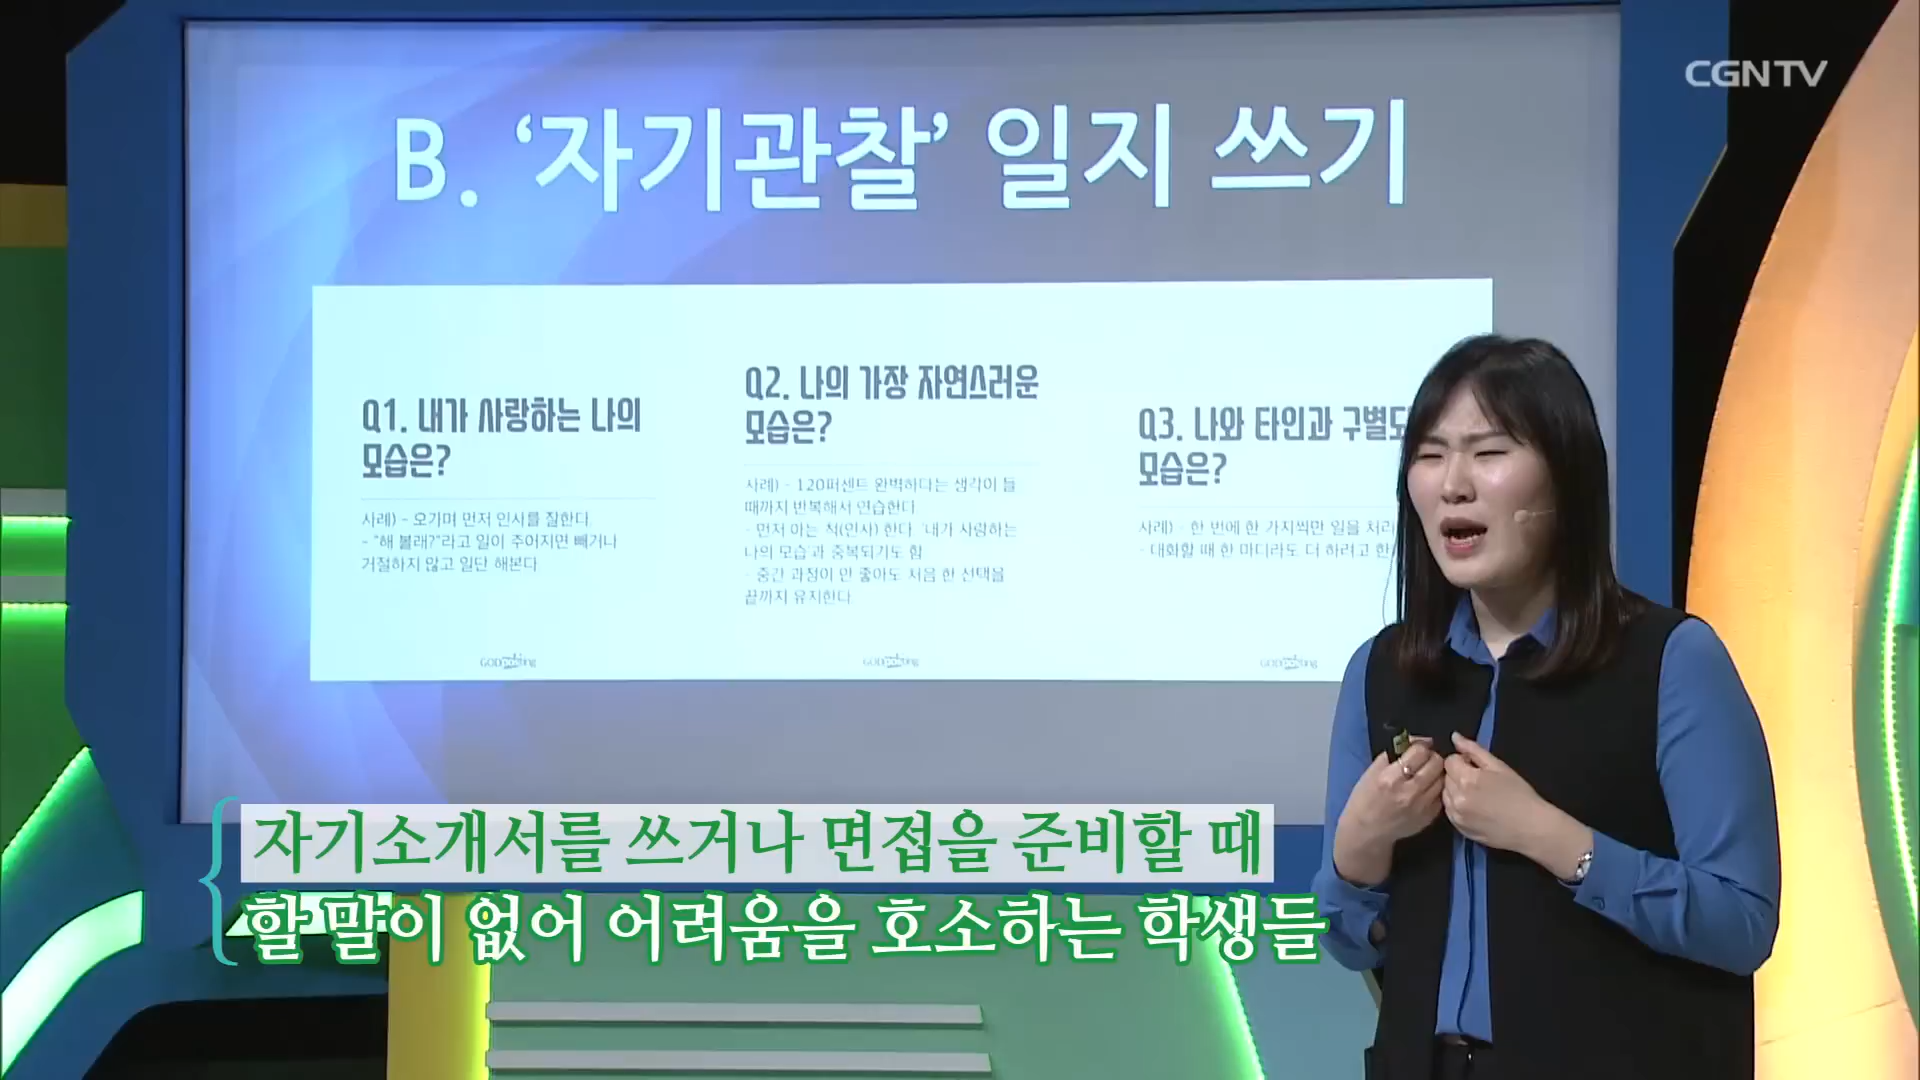 CGNTV
B. ‘자기관찰’ 일지 쓰기
Q1. 내가 사랑하는 나의
모습은?
사례) - 오가며 먼저 인사를 잘한다.
- "해 볼래?"라고 일이 주어지면 빼거나
거절하지 않고 일단 해본다.
Q2. 나의 가장 자연스러운
모습은?
사례) - 120퍼센트 완벽하다는 생각이 들
때까지 반복해서 연습한다.
- 먼저 아는 척(인사) 한다. '내가 사랑하는
나의 모습'과 중복되기도 함.
- 중간 과정이 안 좋아도 처음 한 선택을
끝까지 유지한다.
Q3. 나와 타인과
모습은?
사례) - 한 번에 한 가지씩만 일을
- 대화할 때 한 마디라도 더 하려고
GODposting
GODposting
GODposting
자기소개서를 쓰거나 면접을 준비할 때
할 말이 없어 어려움을 호소하는 학생들